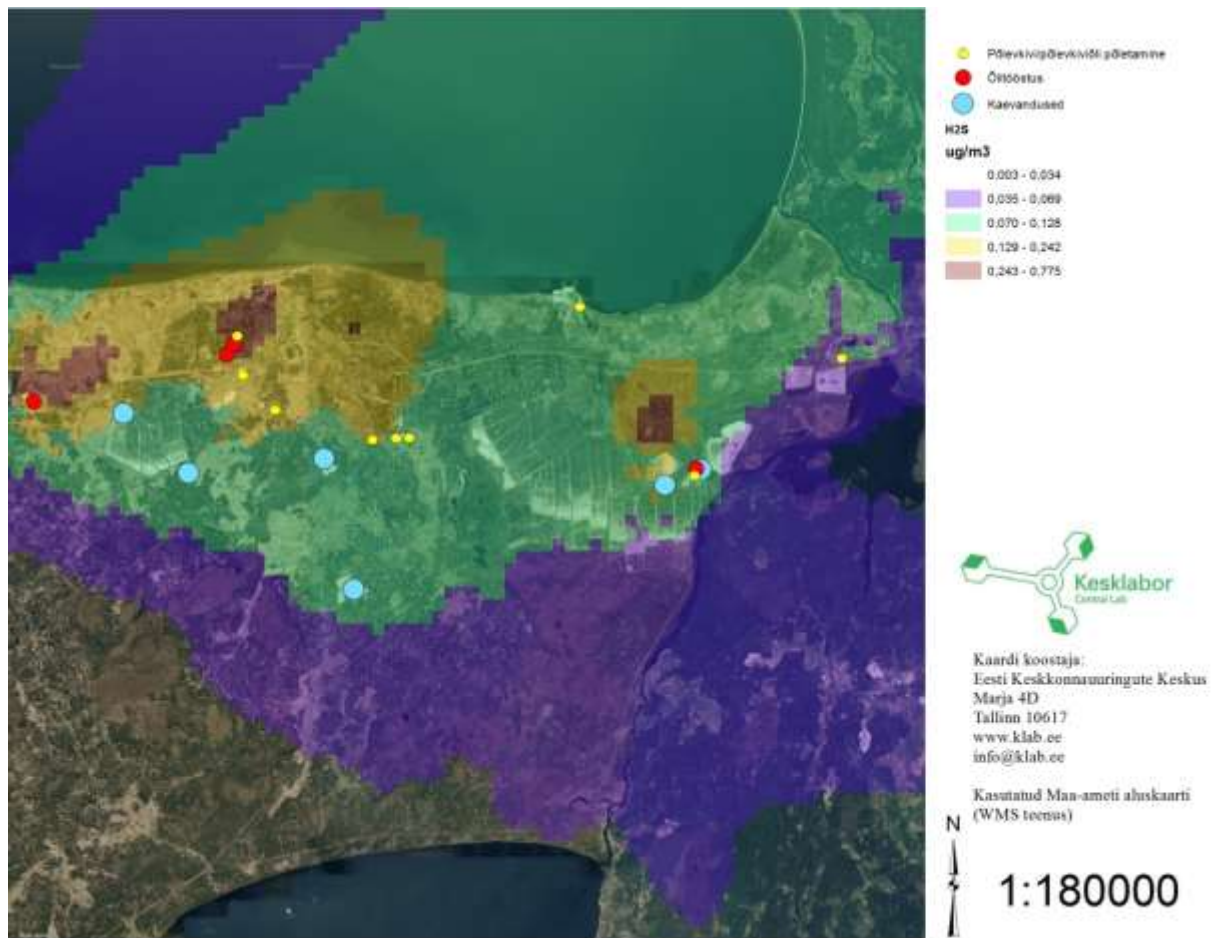 Põlevkivi/põlevkiviõli põletamine
Õlitööstus
Kaevandused
H2S
ug/m3
0,003 - 0,034
0,035 - 0,069
0,070 - 0,128
0,129 - 0,242
0,243 - 0,775
Kesklabor
Central Lab
Kaardi koostaja:
Eesti Keskkonnauuringute Keskus
Marja 4D
Tallinn 10617
www.klab.ee
info@klab.ee
Kasutatud Maa-ameti aluskaarti
(WMS teenus)
N
1:180000